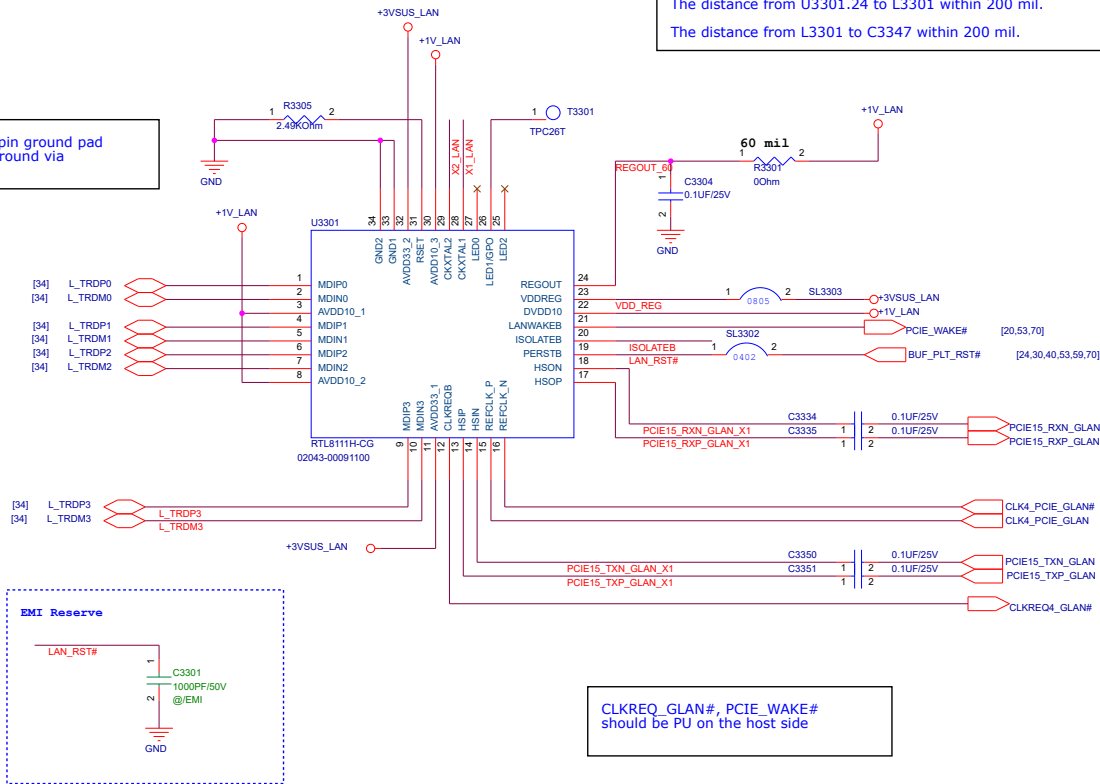 The distance from U3301.24 to L3301 within 200 mil.
The distance from L3301 to C3347 within 200 mil.
+3VSUS_LAN
+1V_LAN
R3305
1 2
2.49KOhm
1 T3301
TPC26T
pin ground pad
round via
GND
X2_LAN
X1_LAN
+1V_LAN
60 mil
1 2
R3301
0Ohm
REGOUT_60
1
C3304
0.1UF/25V
2
GND
+1V_LAN
U3301
34 33 32 31 30 29 28 27 26 25
GND2
GND1
AVDD33_2
RSET
AVDD10_3
CKXTAL2
CKXTAL1
LED0
LED1/GPO
LED2
[34] L_TRDP0 1 MDIP0
[34] L_TRDM0 2 MDIN0
3 AVDD10_1
[34] L_TRDP1 4 MDIP1
[34] L_TRDM1 5 MDIN1
[34] L_TRDP2 6 MDIP2
[34] L_TRDM2 7 MDIN2
8 AVDD10_2
REGOUT 24
VDDREG 23 1 0805 2 SL3303 +3VSUS_LAN
DVDD10 22 VDD_REG +1V_LAN
LANWAKEB 21 PCIE_WAKE# [20,53,70]
ISOLATEB 20 ISOLATEB
PERSTB 19 LAN_RST# 1 SL3302 0402 2 BUF_PLT_RST# [24,30,40,53,59,70]
HSON 18
HSOP 17
MDIP3
MDIN3
AVDD33_1
CLKREQB
HSIP
HSIN
REFCLK_P
REFCLK_N
9 10 11 12 13 14 15 16
RTL8111H-CG
02043-00091100
C3334 0.1UF/25V
PCIE15_RXN_GLAN_X1 C3335 1 2 0.1UF/25V PCIE15_RXN_GLAN
PCIE15_RXP_GLAN_X1 1 2 PCIE15_RXP_GLAN
[34] L_TRDP3 L_TRDP3
[34] L_TRDM3 L_TRDM3
CLK4_PCIE_GLAN#
CLK4_PCIE_GLAN
+3VSUS_LAN
C3350 0.1UF/25V PCIE15_TXN_GLAN
PCIE15_TXN_GLAN_X1 C3351 1 2 0.1UF/25V PCIE15_TXP_GLAN
PCIE15_TXP_GLAN_X1 1 2
CLKREQ4_GLAN#
EMI Reserve
LAN_RST#
1
C3301
1000PF/50V
2 @/EMI
GND
CLKREQ_GLAN#, PCIE_WAKE#
should be PU on the host side